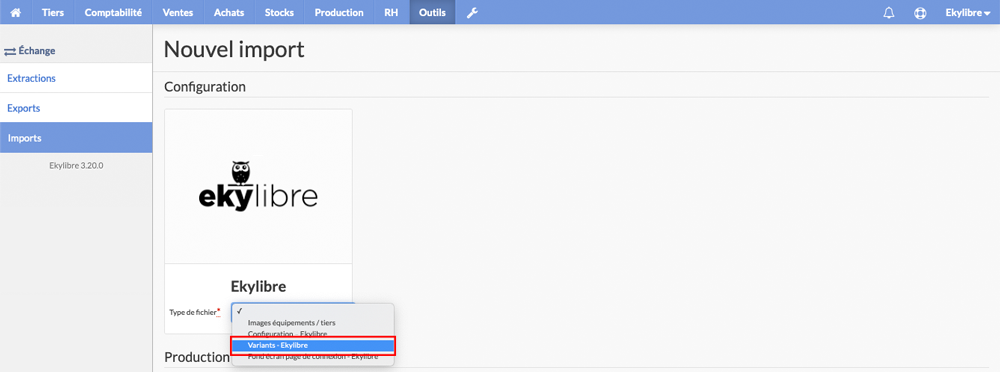 Tiers Comptabilité Ventes Achats Stocks Production RH Outils Ekylibre
Échange
Extractions
Exports
Imports
Ekylibre 3.20.0
Nouvel import
Configuration
ekylibre
Ekylibre
Type de fichier*
Images équipements / tiers
Configuration - Ekylibre
Variants - Ekylibre
Fond écran page de connexion - Ekylibre
Production